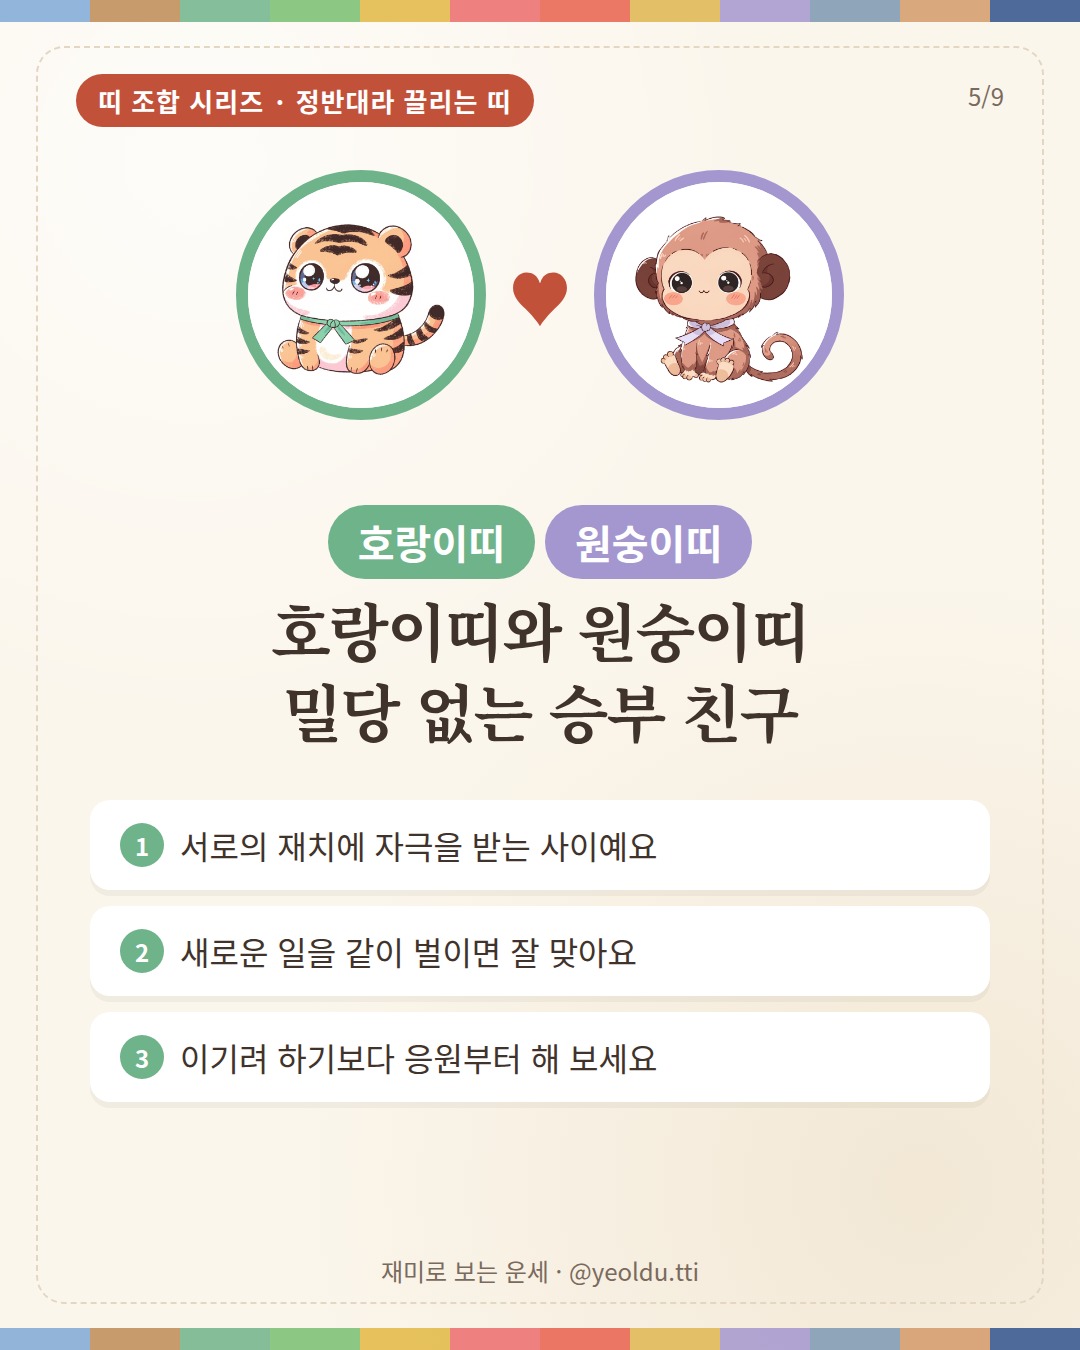 띠 조합 시리즈 · 정반대라 끌리는 띠
5/9
호랑이띠 원숭이띠
호랑이띠와 원숭이띠
밀당 없는 승부 친구
1 서로의 재치에 자극을 받는 사이예요
2 새로운 일을 같이 벌이면 잘 맞아요
3 이기려 하기보다 응원부터 해 보세요
재미로 보는 운세 · @yeoldu.tti